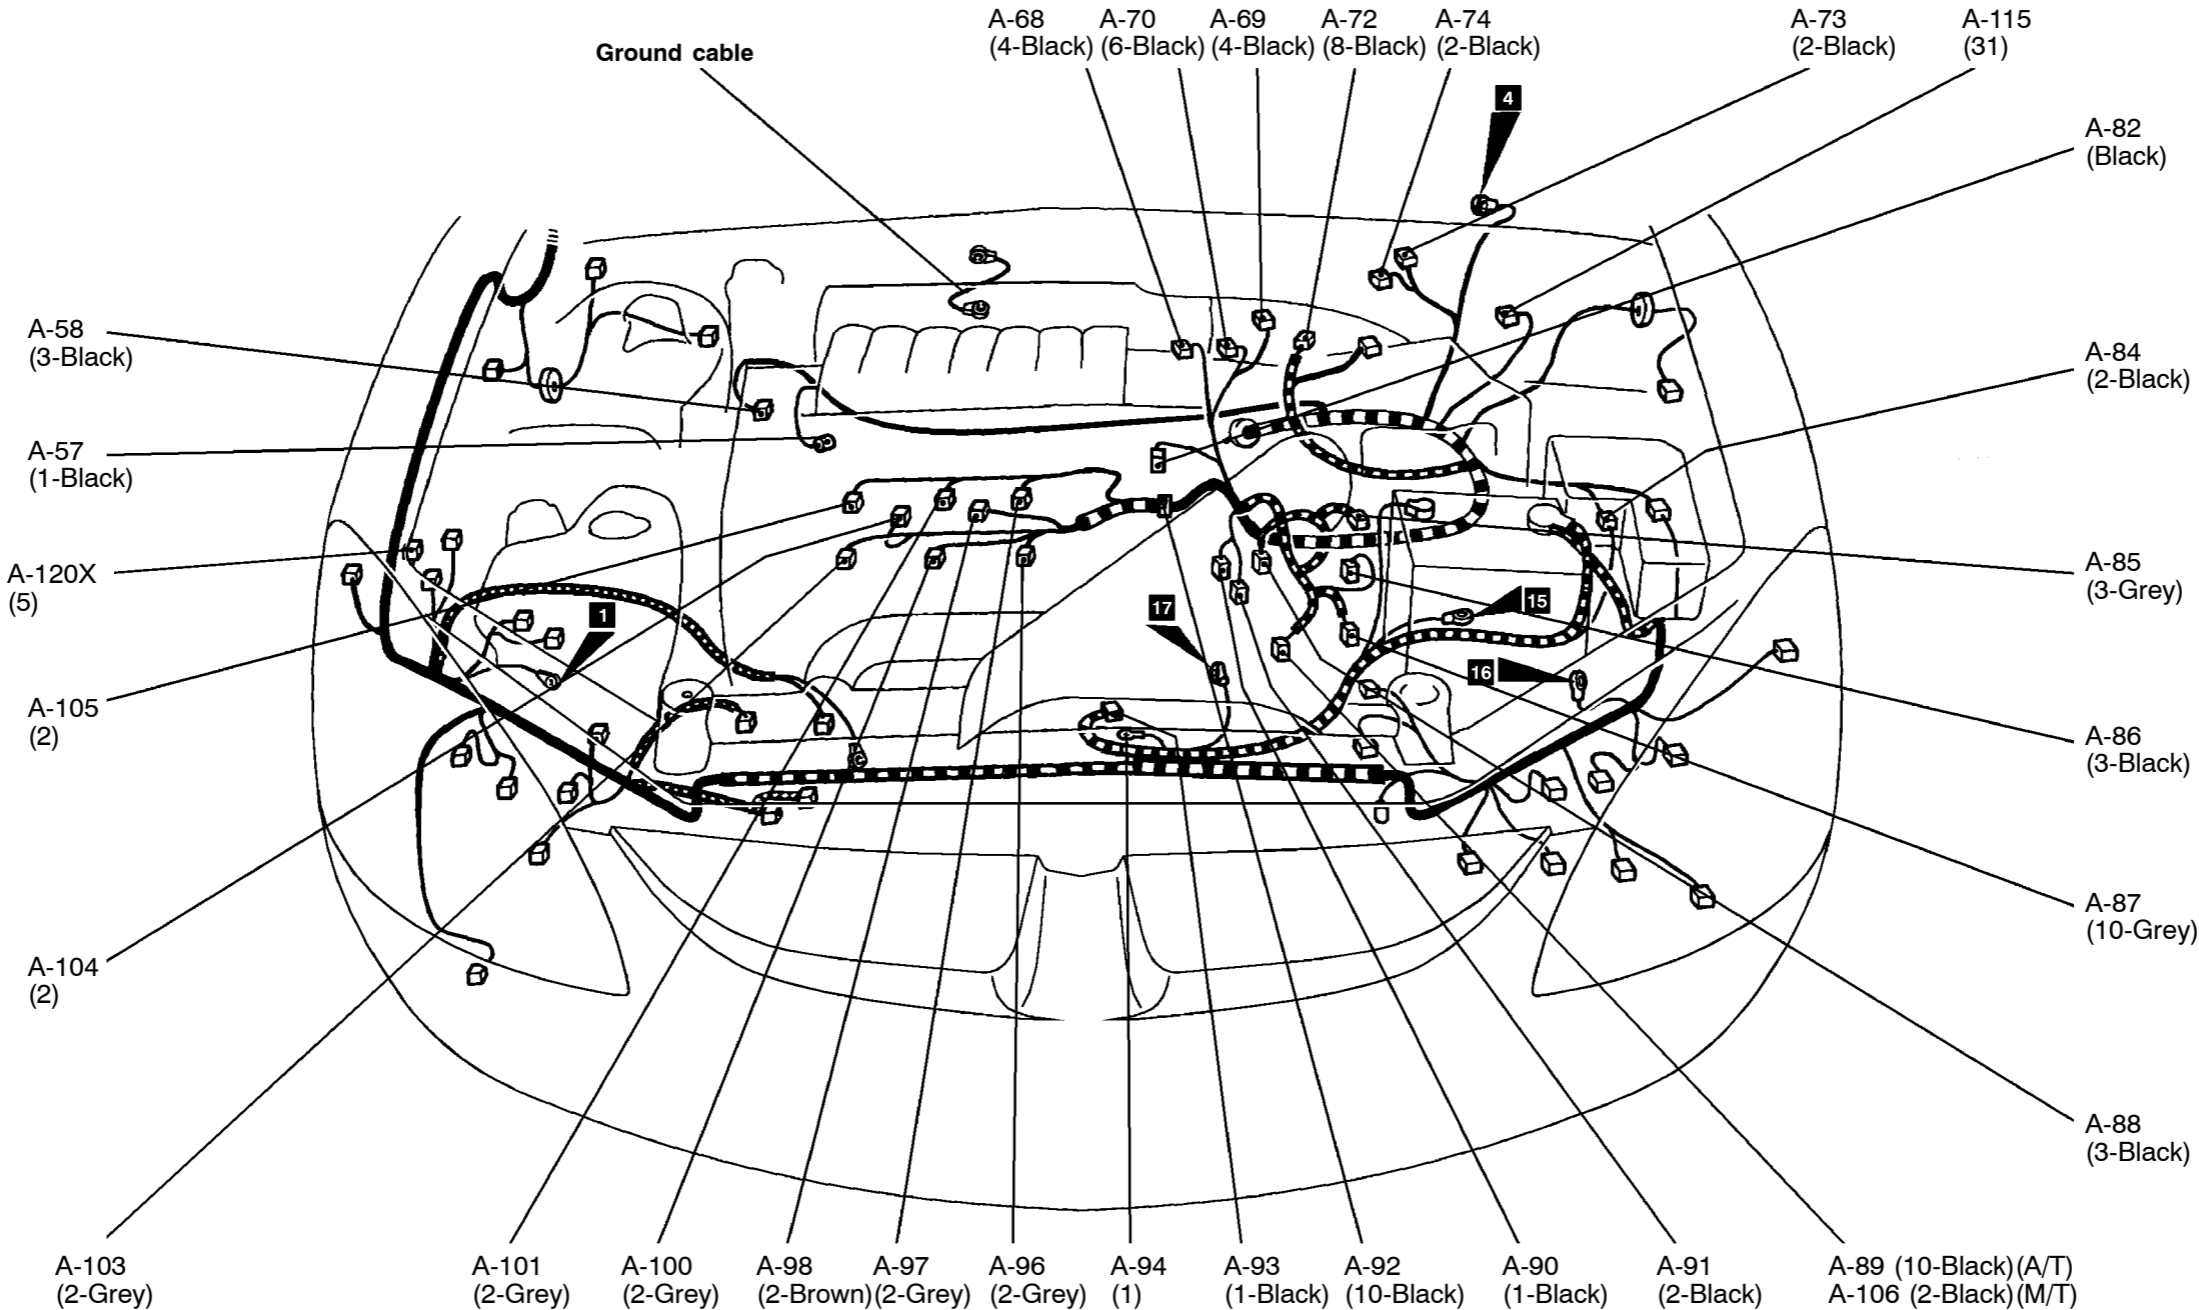 A-68
(4-Black)
A-70
(6-Black)
A-69
(4-Black)
A-72
(8-Black)
A-74
(2-Black)
A-73
(2-Black)
A-115
(31)
Ground cable
4
A-82
(Black)
A-58
(3-Black)
A-84
(2-Black)
A-57
(1-Black)
A-120X
(5)
A-85
(3-Grey)
1
17
15
16
A-105
(2)
A-86
(3-Black)
A-87
(10-Grey)
A-104
(2)
A-88
(3-Black)
A-103
(2-Grey)
A-101
(2-Grey)
A-100
(2-Grey)
A-98
(2-Brown)
A-97
(2-Grey)
A-96
(2-Grey)
A-94
(1)
A-93
(1-Black)
A-92
(10-Black)
A-90
(1-Black)
A-91
(2-Black)
A-89 (10-Black)(A/T)
A-106 (2-Black)(M/T)